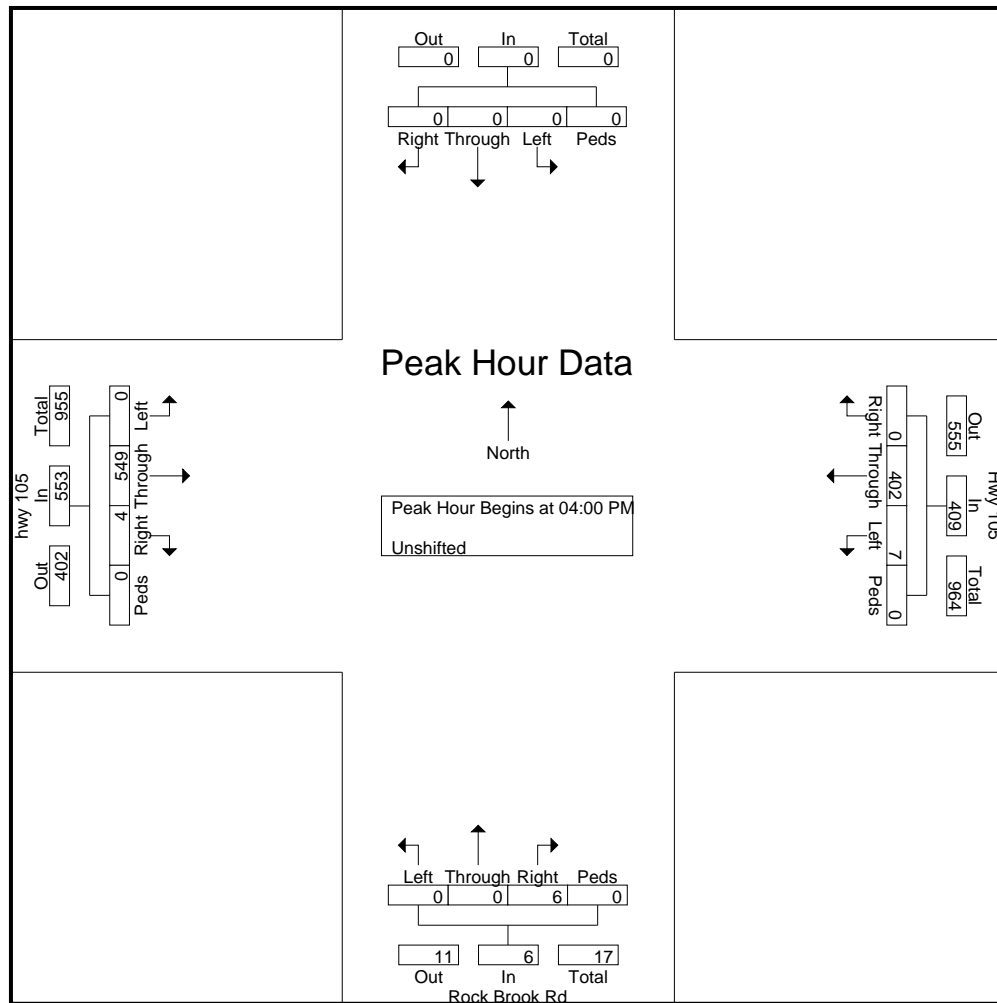 Out In Total
0 0 0
0 0 0 0
Right Through Left Peds
Peak Hour Data
North
Peak Hour Begins at 04:00 PM
Unshifted
hwy 105
Out In Total
402 553 955
0 4 549 0
Peds Right Through Left
Hwy 105
Out In Total
555 409 964
0 402 7 0
Right Through Left Peds
Left Through Right Peds
0 0 6 0
11 6 17
Out In Total
Rock Brook Rd